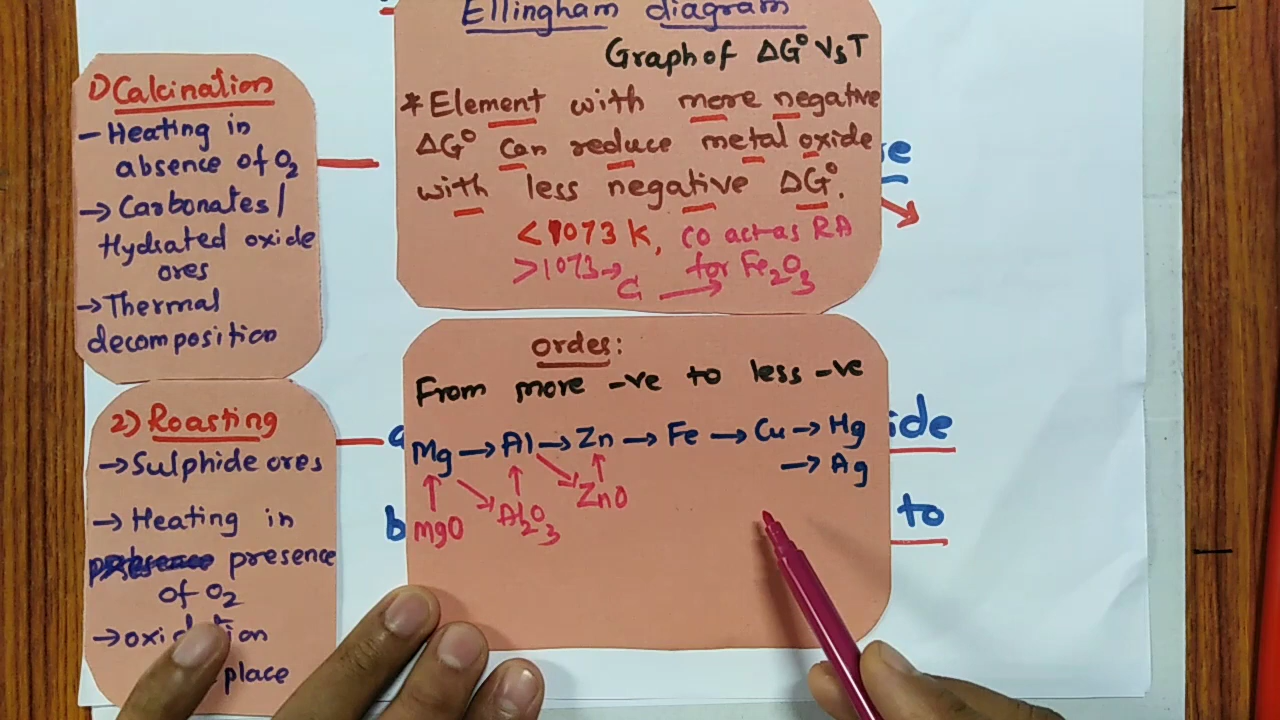 1) Calcination
- Heating in
absence of O2
→ Carbonates/
Hydrated oxide
ores
→ Thermal
decomposition
2) Roasting
→ Sulphide ores
→ Heating in
presence
of O2
→ oxidation
place
Ellingham diagram
Graph of ΔG° Vs T
* Element with more negative
ΔG° can reduce metal oxide
with less negative ΔG°.
<1073 K, CO act as RA
>1073 → C → for Fe2O3
Order:
From more -ve to less -ve
Mg → Al → Zn → Fe → Cu → Hg
→ Ag
MgO Al2O3 ZnO
ide
to